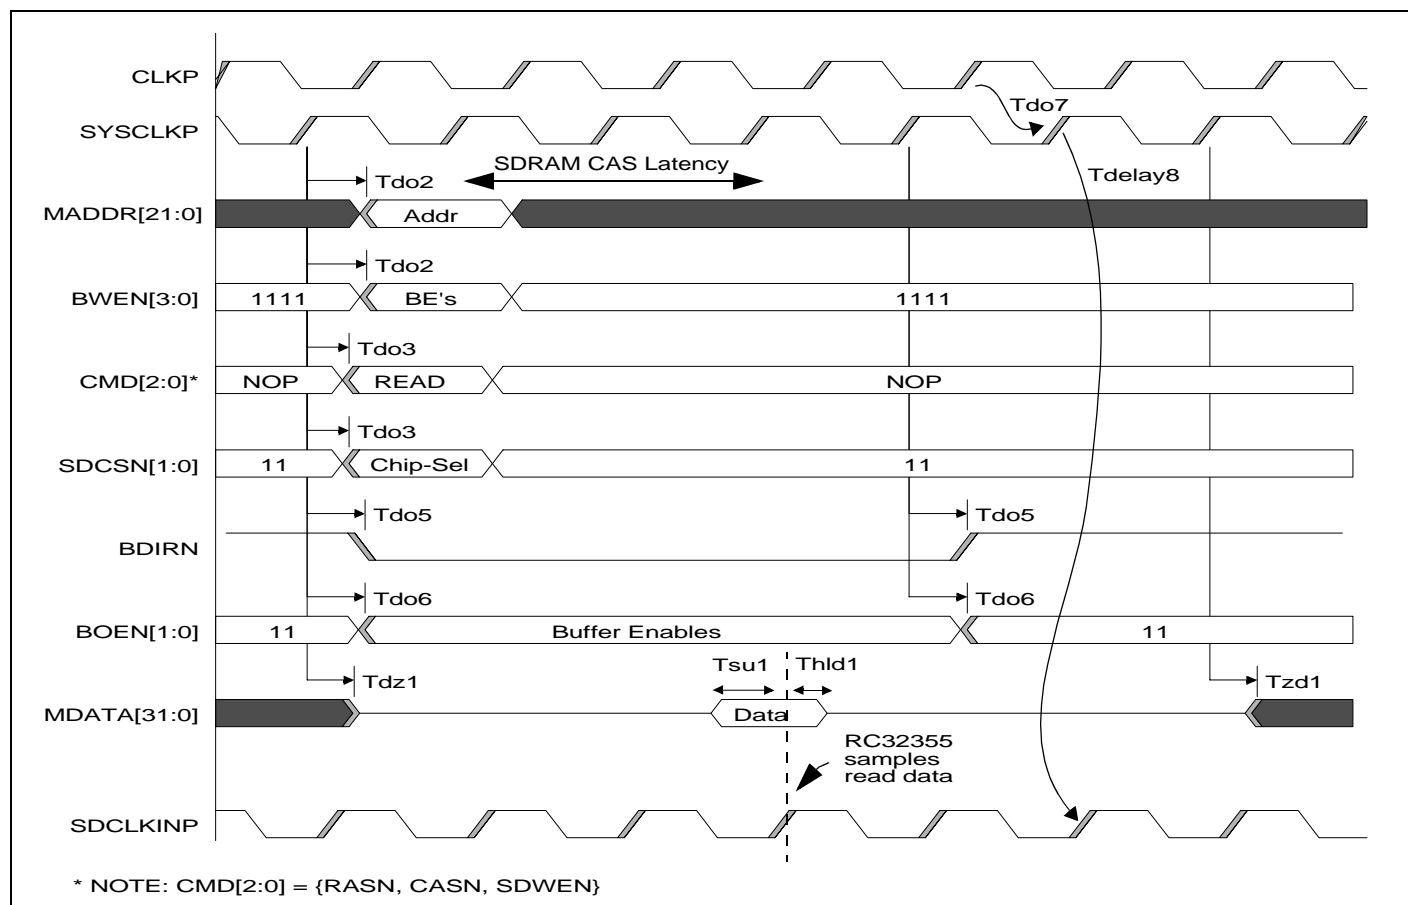 CLKP
Tdo7
SYSCLKP
SDRAM CAS Latency
Tdo2
Tdelay8
MADDR[21:0]
Addr
Tdo2
BWEN[3:0]
1111
BE's
1111
Tdo3
CMD[2:0]*
NOP
READ
NOP
Tdo3
SDCSN[1:0]
11
Chip-Sel
11
Tdo5
Tdo5
BDIRN
Tdo6
Tdo6
BOEN[1:0]
11
Buffer Enables
11
Tsu1
Thld1
Tdz1
Tzd1
MDATA[31:0]
Data
RC32355
samples
read data
SDCLKINP
* NOTE: CMD[2:0] = {RASN, CASN, SDWEN}